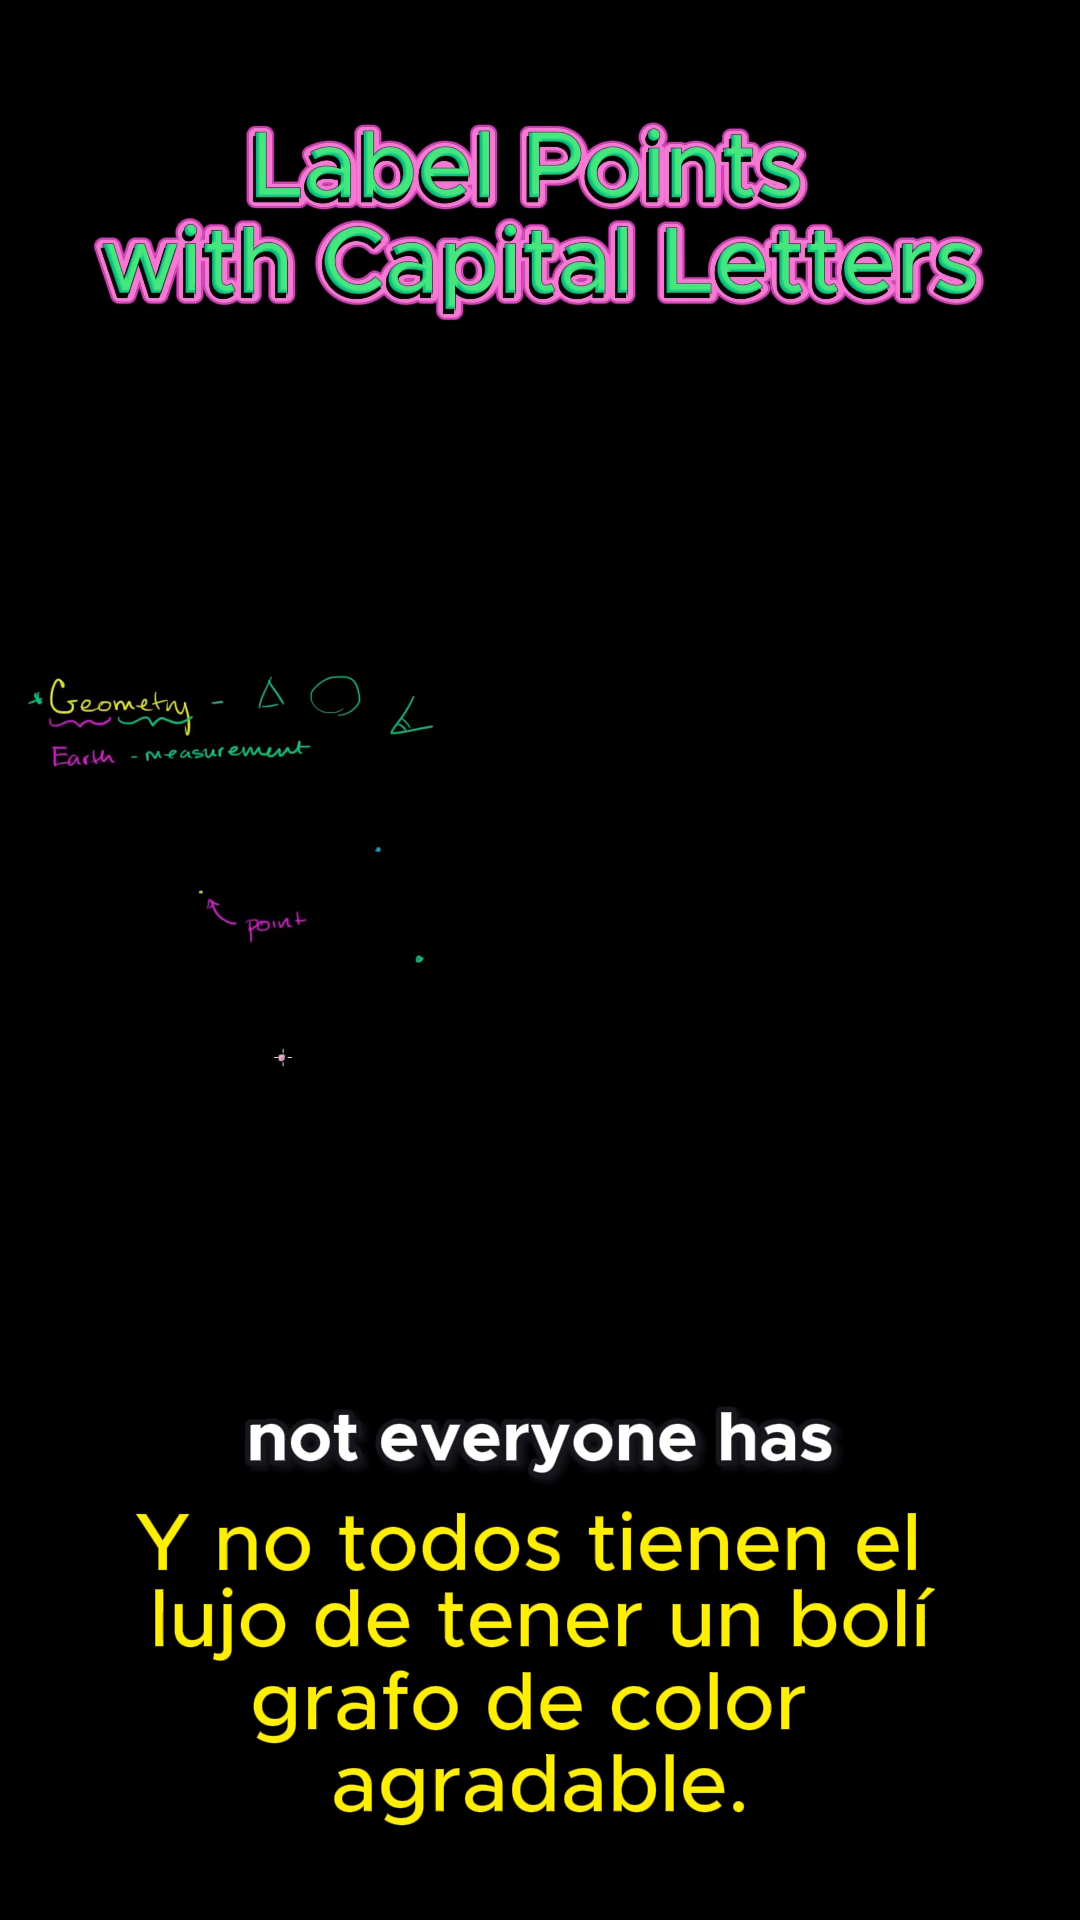 Label Points
with Capital Letters
* Geometry -
Earth - measurement
point
not everyone has
Y no todos tienen el
lujo de tener un bolí
grafo de color
agradable.